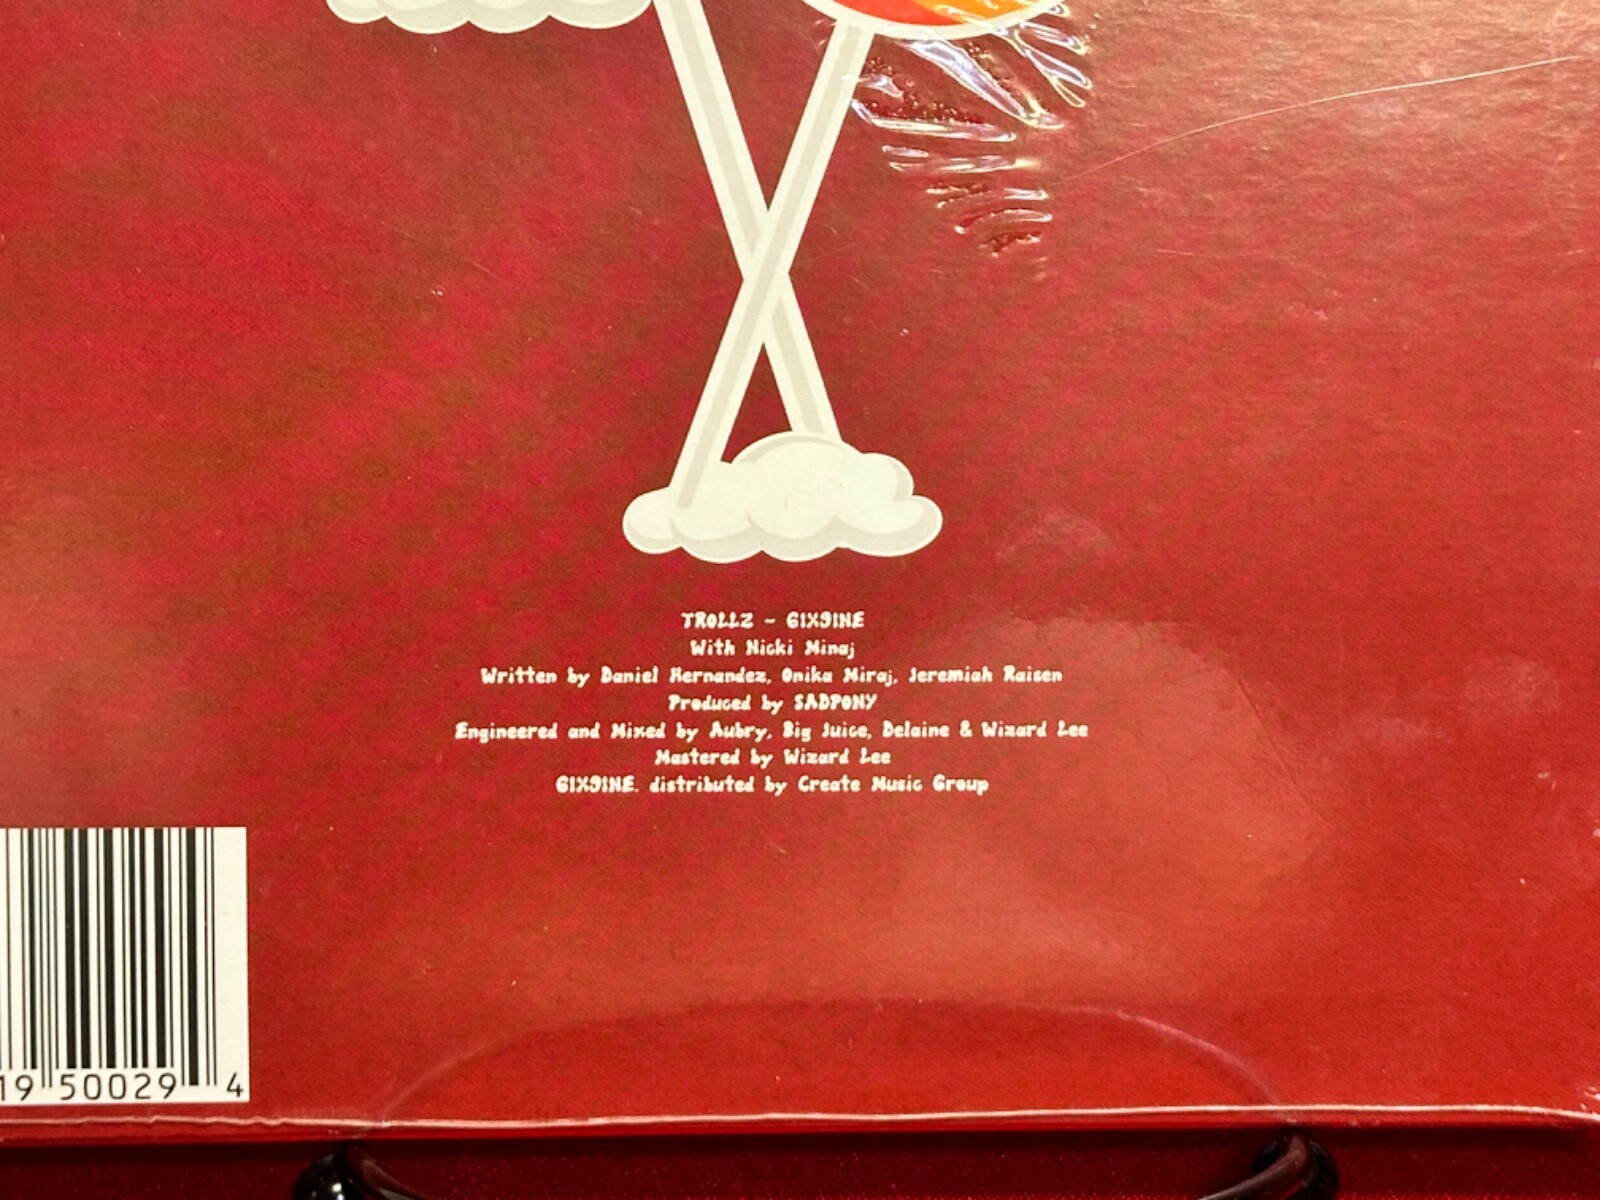 TROLLZ - 6IX9INE
With Nicki Minaj
Written by Daniel Hernandez, Onika Miraj, Jeremiah Raisen
Produced by SADPONY
Engineered and Mixed by Aubry, Big Juice, Delaine & Wizard Lee
Mastered by Wizard Lee
6IX9INE. distributed by Create Music Group
19 50029 4